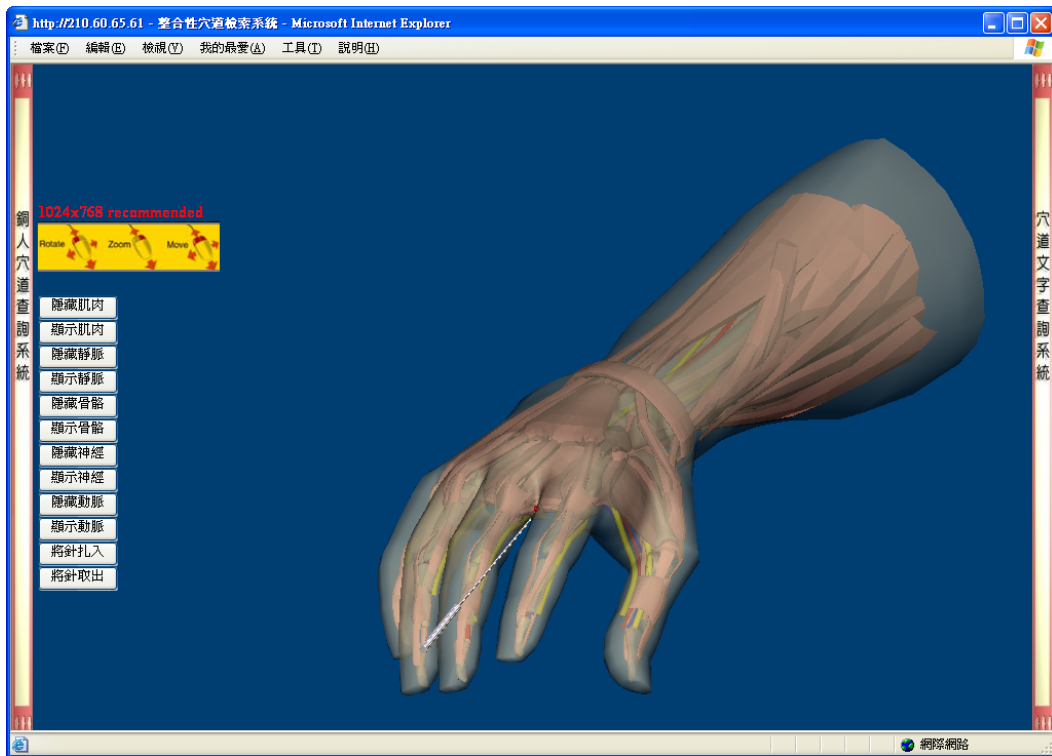 http://210.60.65.61 - 整合性穴道檢索系統 - Microsoft Internet Explorer
檔案(F) 編輯(E) 檢視(V) 我的最愛(A) 工具(T) 說明(H)
銅人穴道查詢系統
1024x768 recommended
Rotate Zoom Move
隱藏肌肉
顯示肌肉
隱藏靜脈
顯示靜脈
隱藏骨骼
顯示骨骼
隱藏神經
顯示神經
隱藏動脈
顯示動脈
將針扎入
將針取出
穴道文字查詢系統
網際網路